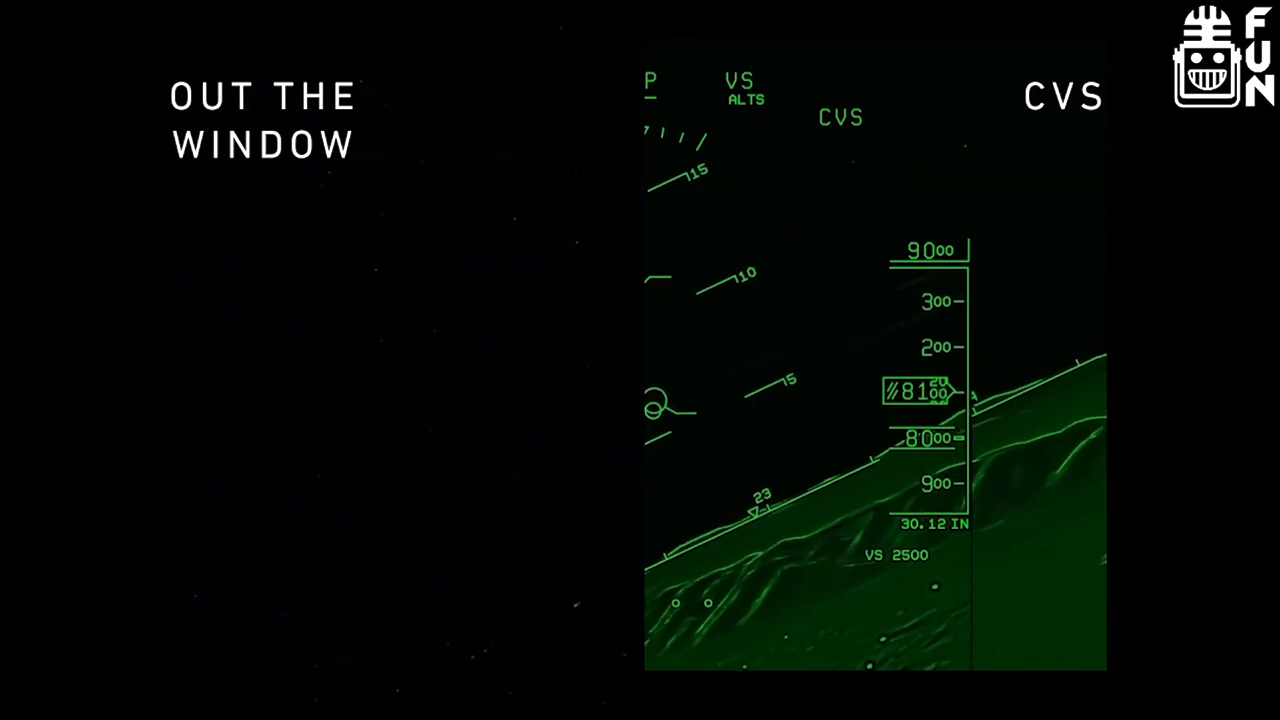 OUT THE
WINDOW
P
VS
ALTS
CVS
CVS
FUN
15
10
5
9000
300
200
8100
8000
900
23
30.12 IN
VS 2500